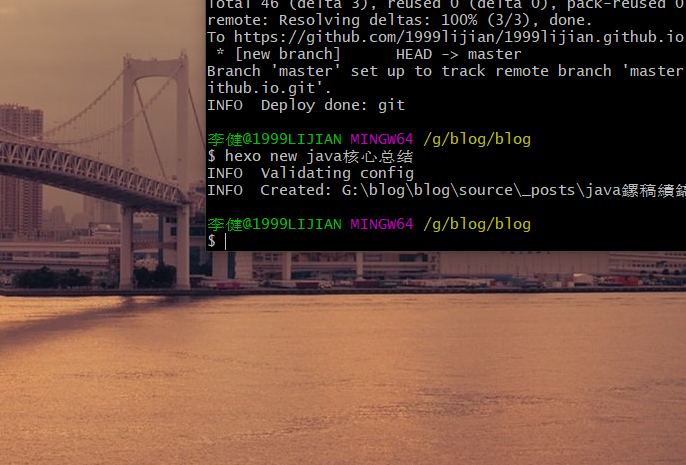 Total 46 (delta 3), reused 0 (delta 0), pack-reused 0
remote: Resolving deltas: 100% (3/3), done.
To https://github.com/1999lijian/1999lijian.github.io
 * [new branch]      HEAD -> master
Branch 'master' set up to track remote branch 'master
ithub.io.git'.
INFO  Deploy done: git
李健@1999LIJIAN MINGW64 /g/blog/blog
$ hexo new java核心总结
INFO  Validating config
INFO  Created: G:\blog\blog\source\_posts\java鏍稿績
李健@1999LIJIAN MINGW64 /g/blog/blog
$